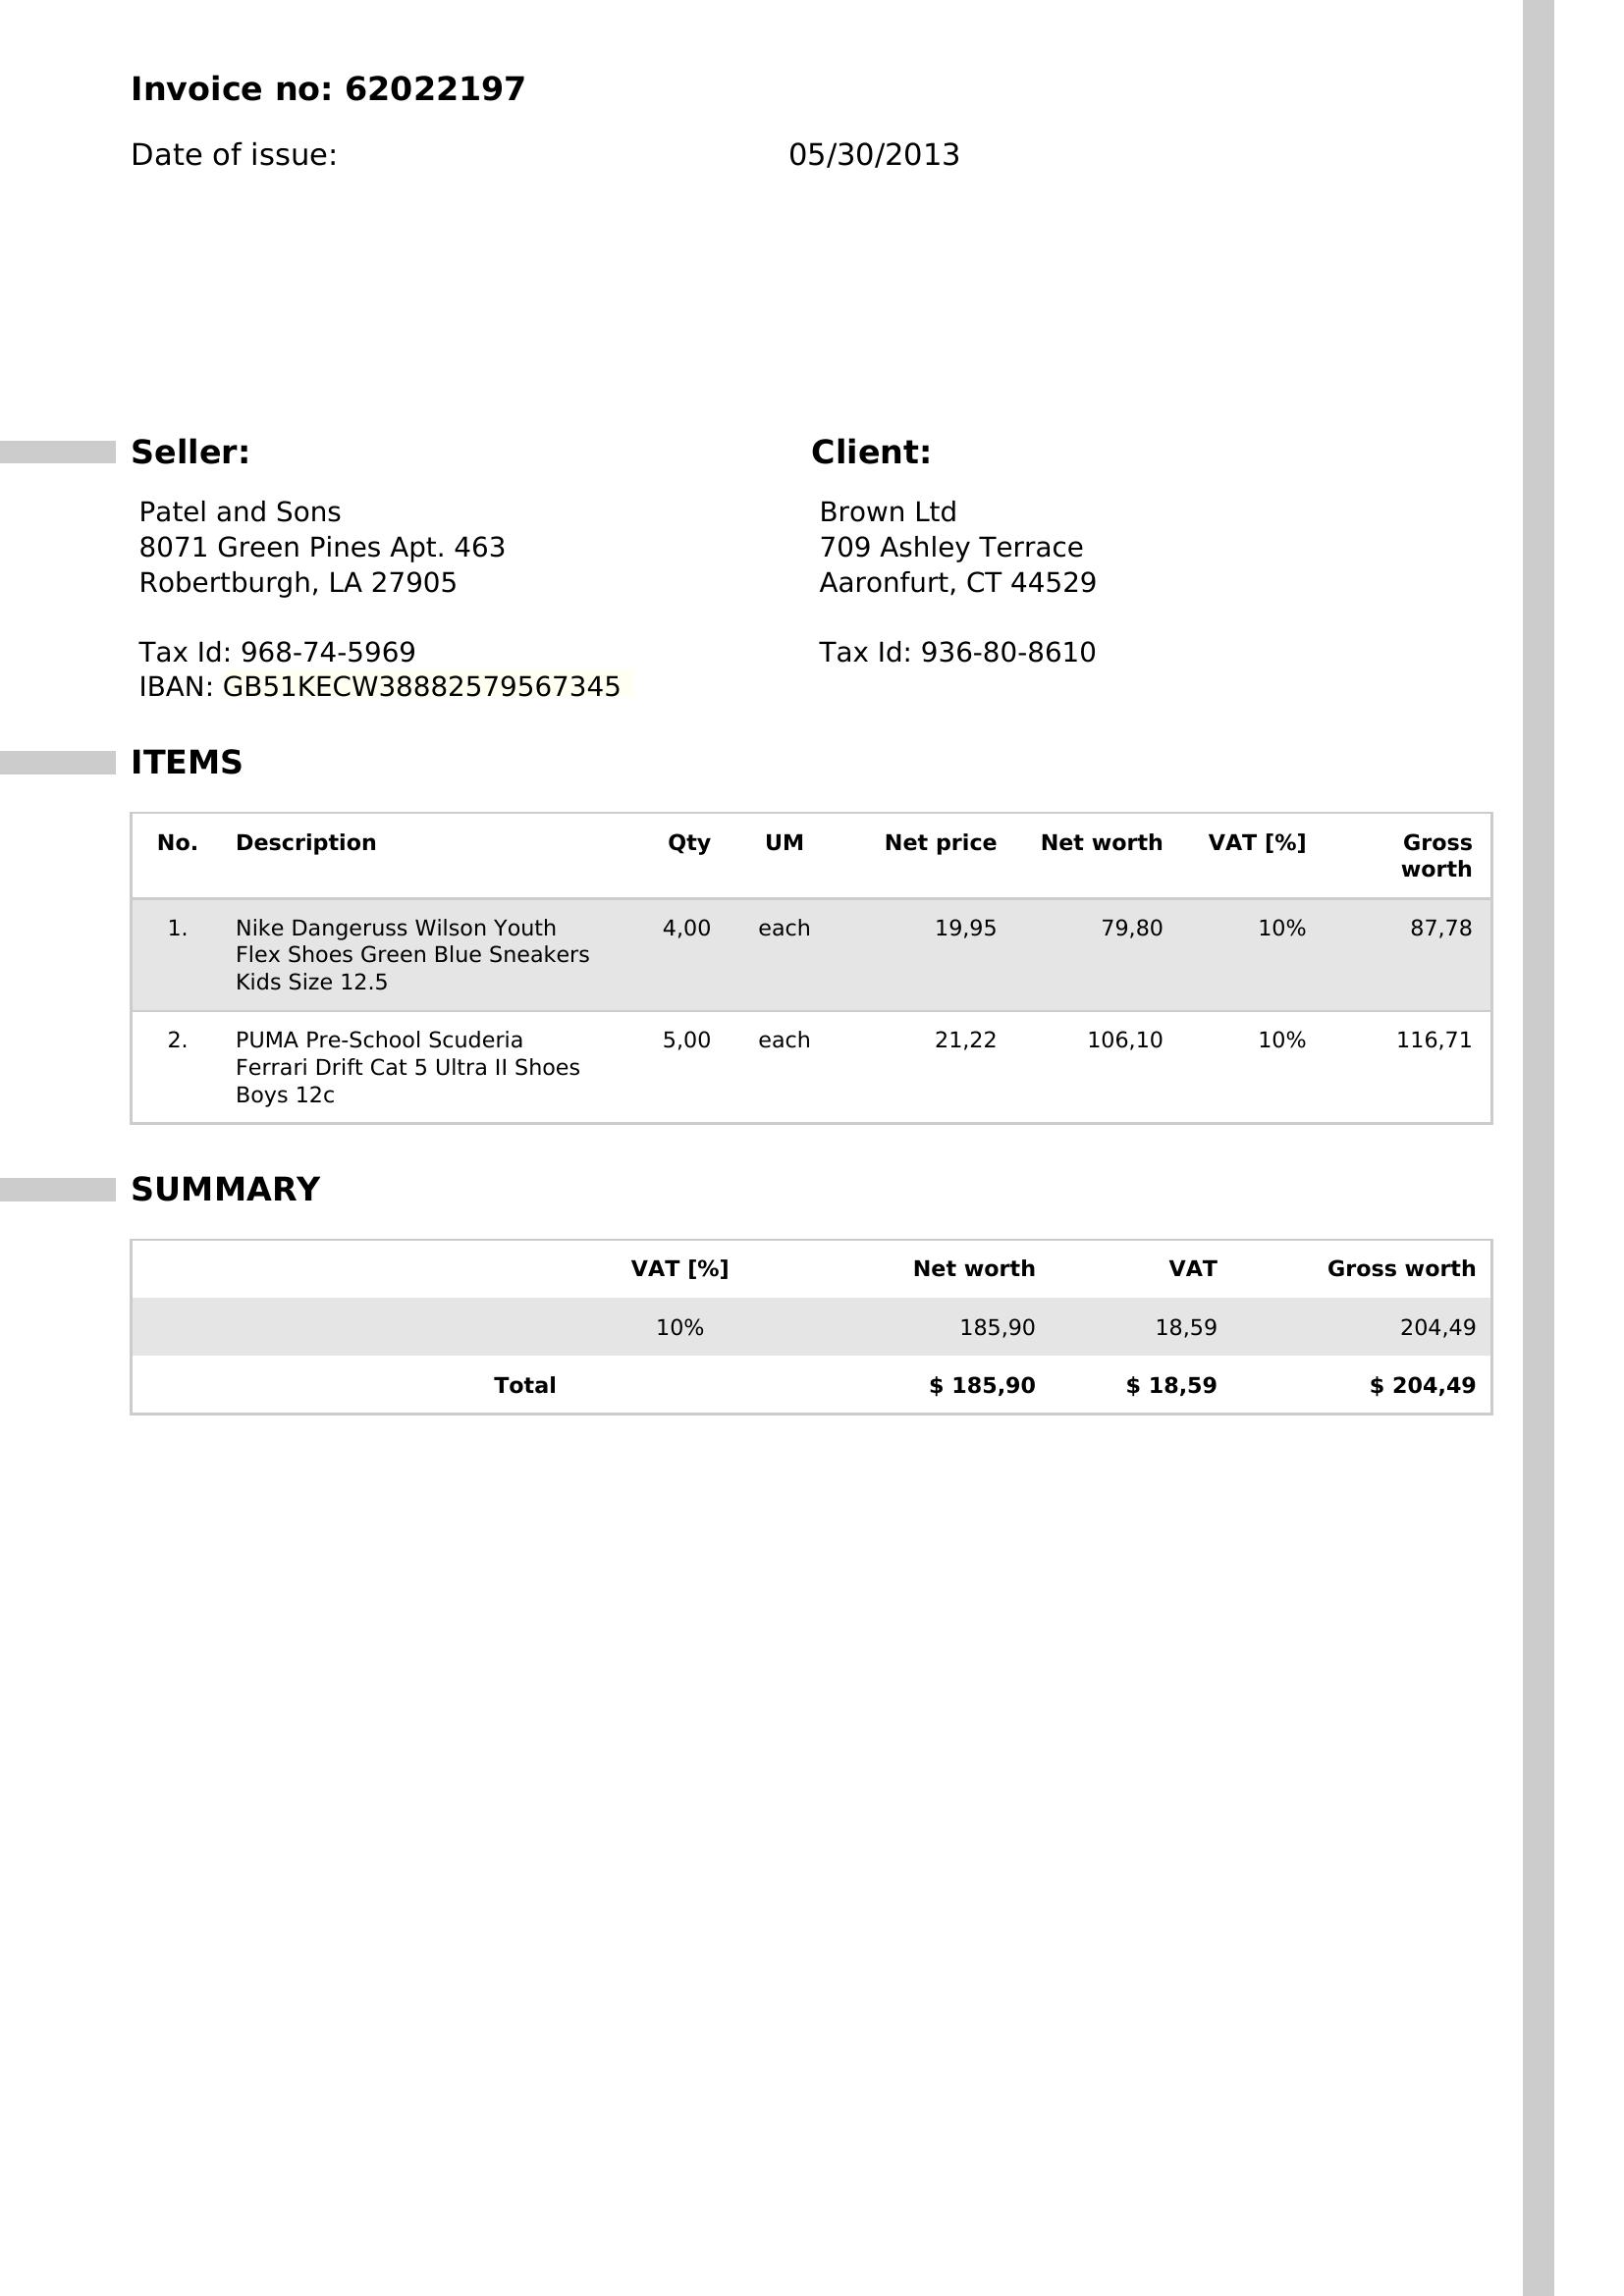 Invoice no: 62022197
Date of issue: 05/30/2013
Seller:
Patel and Sons
8071 Green Pines Apt. 463
Robertburgh, LA 27905
Tax Id: 968-74-5969
IBAN: GB51KECW38882579567345
Client:
Brown Ltd
709 Ashley Terrace
Aaronfurt, CT 44529
Tax Id: 936-80-8610
ITEMS
No. Description Qty UM Net price Net worth VAT [%] Gross
worth
1. Nike Dangeruss Wilson Youth 4,00 each 19,95 79,80 10% 87,78
Flex Shoes Green Blue Sneakers
Kids Size 12.5
2. PUMA Pre-School Scuderia 5,00 each 21,22 106,10 10% 116,71
Ferrari Drift Cat 5 Ultra II Shoes
Boys 12c
SUMMARY
VAT [%] Net worth VAT Gross worth
10% 185,90 18,59 204,49
Total $ 185,90 $ 18,59 $ 204,49